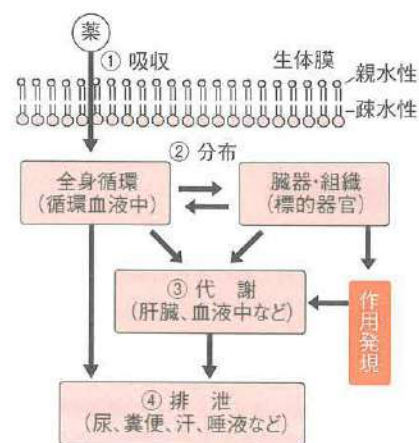 薬
① 吸収
生体膜
親水性
疎水性
② 分布
全身循環
(循環血液中)
臓器・組織
(標的器官)
③ 代 謝
(肝臓、血液中など)
作用発現
④ 排 泄
(尿、糞便、汗、唾液など)